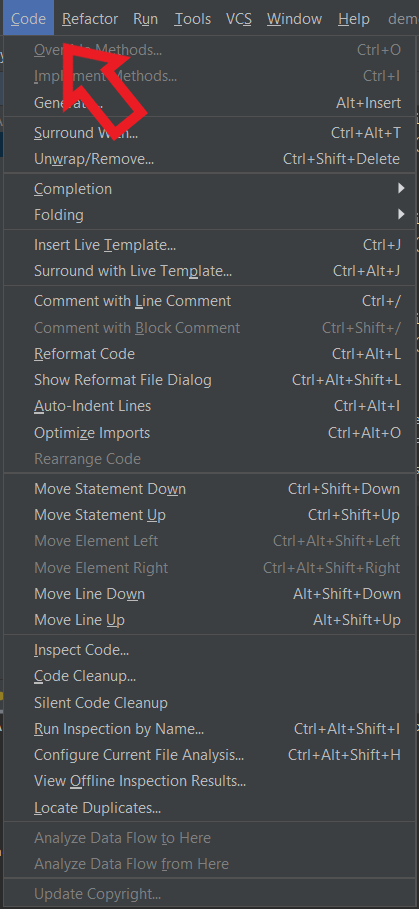 Code Refactor Run Tools VCS Window Help dem
Override Methods... Ctrl+O
Implement Methods... Ctrl+I
Generate... Alt+Insert
Surround With... Ctrl+Alt+T
Unwrap/Remove... Ctrl+Shift+Delete
Completion
Folding
Insert Live Template... Ctrl+J
Surround with Live Template... Ctrl+Alt+J
Comment with Line Comment Ctrl+/
Comment with Block Comment Ctrl+Shift+/
Reformat Code Ctrl+Alt+L
Show Reformat File Dialog Ctrl+Alt+Shift+L
Auto-Indent Lines Ctrl+Alt+I
Optimize Imports Ctrl+Alt+O
Rearrange Code
Move Statement Down Ctrl+Shift+Down
Move Statement Up Ctrl+Shift+Up
Move Element Left Ctrl+Alt+Shift+Left
Move Element Right Ctrl+Alt+Shift+Right
Move Line Down Alt+Shift+Down
Move Line Up Alt+Shift+Up
Inspect Code...
Code Cleanup...
Silent Code Cleanup
Run Inspection by Name... Ctrl+Alt+Shift+I
Configure Current File Analysis... Ctrl+Alt+Shift+H
View Offline Inspection Results...
Locate Duplicates...
Analyze Data Flow to Here
Analyze Data Flow from Here
Update Copyright...